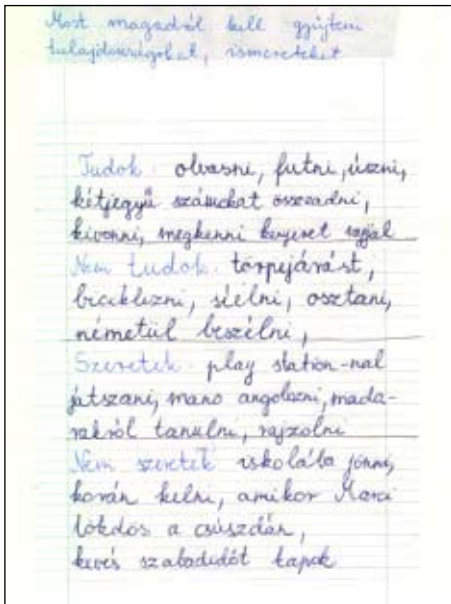 Most magadról kell gyűjteni
tulajdonságokat, ismereteket
Tudok: olvasni, futni, úszni,
kétjegyű számokat összeadni,
kivonni, megkenni kenyeret vajjal
Nem tudok: törpejárást,
biciklizni, síelni, osztani,
németül beszélni,
Szeretek: play station-nal
játszani, mano angolozni, mada-
rakról tanulni, rajzolni
Nem szeretek iskolába jönni,
korán kelni, amikor Marci
lökdös a csúszdán,
kevés szabadidőt kapok